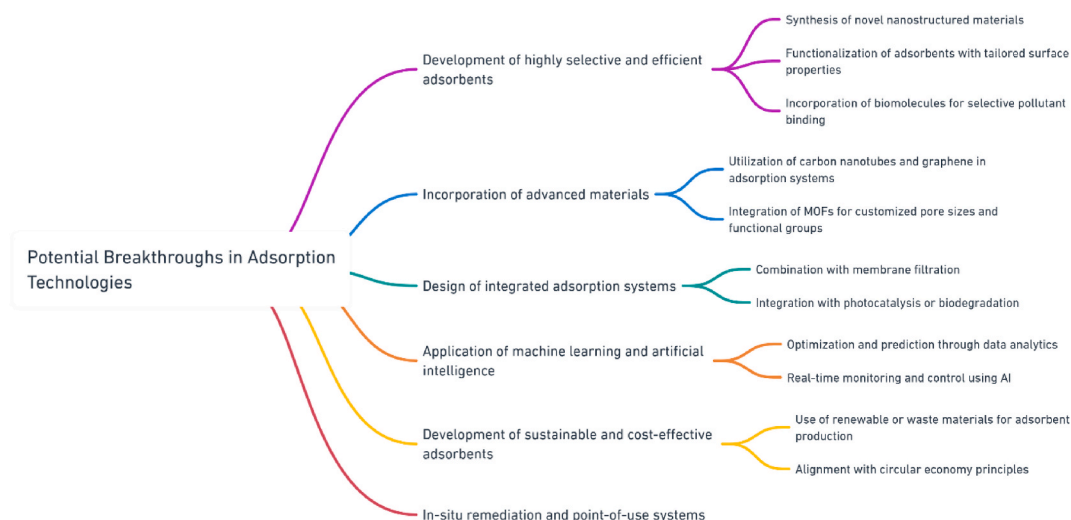 Potential Breakthroughs in Adsorption
Technologies
Development of highly selective and efficient
adsorbents
Synthesis of novel nanostructured materials
Functionalization of adsorbents with tailored surface
properties
Incorporation of biomolecules for selective pollutant
binding
Incorporation of advanced materials
Utilization of carbon nanotubes and graphene in
adsorption systems
Integration of MOFs for customized pore sizes and
functional groups
Design of integrated adsorption systems
Combination with membrane filtration
Integration with photocatalysis or biodegradation
Application of machine learning and artificial
intelligence
Optimization and prediction through data analytics
Real-time monitoring and control using AI
Development of sustainable and cost-effective
adsorbents
Use of renewable or waste materials for adsorbent
production
Alignment with circular economy principles
In-situ remediation and point-of-use systems